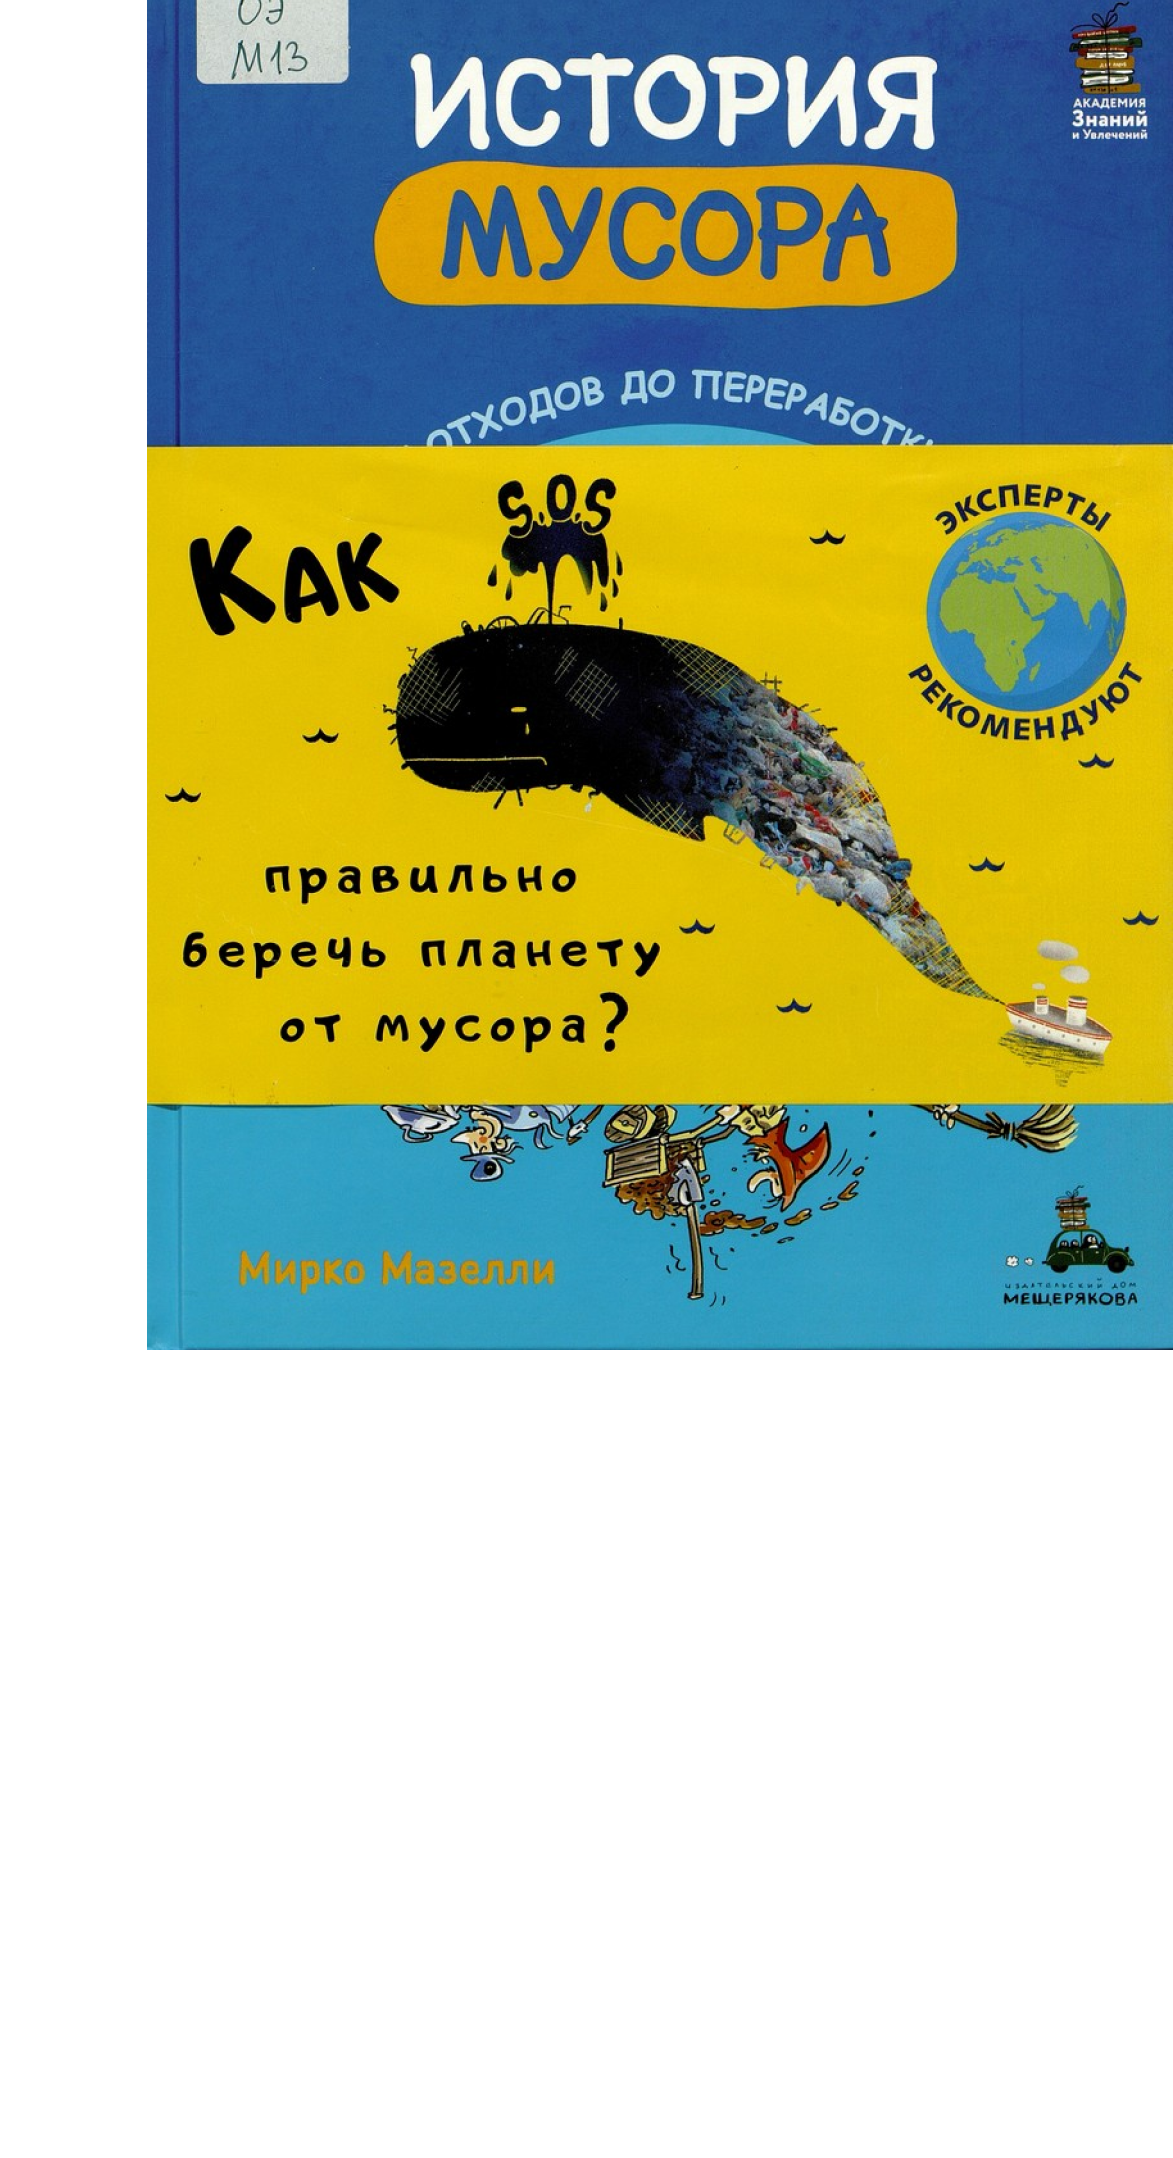 ОЭ
М13
ИСТОРИЯ
МУСОРА
АКАДЕМИЯ
Знаний
и Увлечений
ОТХОДОВ ДО ПЕРЕРАБОТКИ
S.O.S
Как
ЭКСПЕРТЫ
РЕКОМЕНДУЮТ
правильно
беречь планету
от мусора?
Мирко Мазелли
ИЗДАТЕЛЬСКИЙ ДОМ
МЕЩЕРЯКОВА